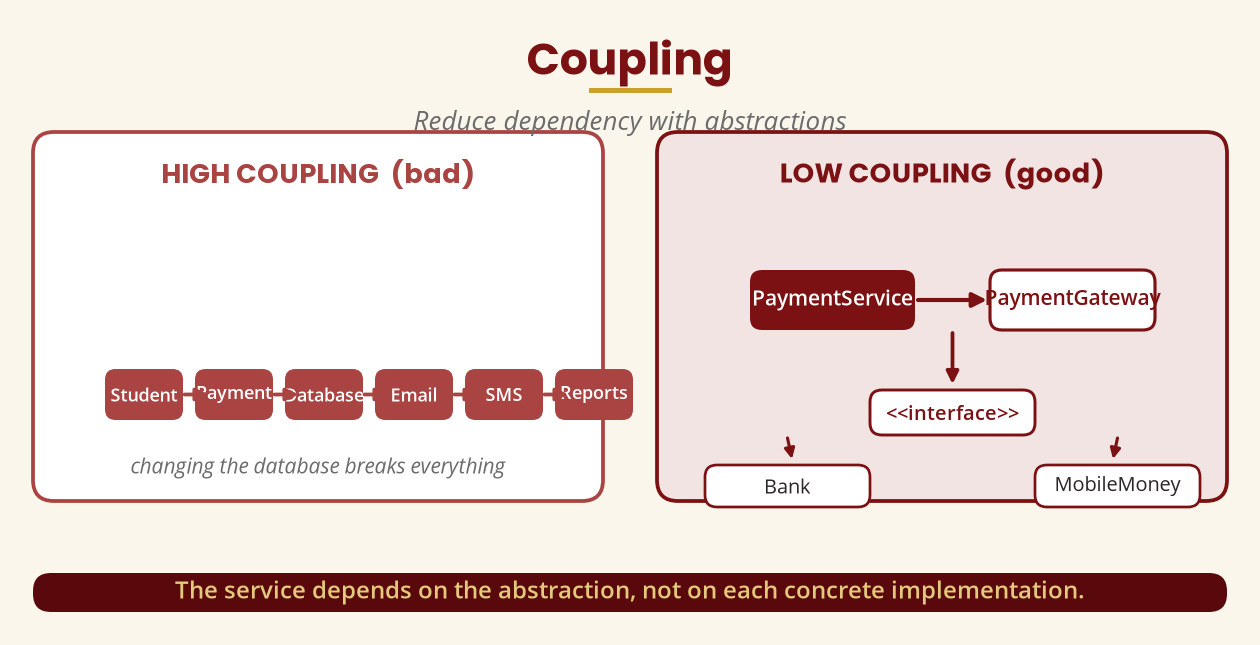 Coupling
Reduce dependency with abstractions
HIGH COUPLING (bad)
Student
Payment
Database
Email
SMS
Reports
changing the database breaks everything
LOW COUPLING (good)
PaymentService
PaymentGateway
<<interface>>
Bank
MobileMoney
The service depends on the abstraction, not on each concrete implementation.